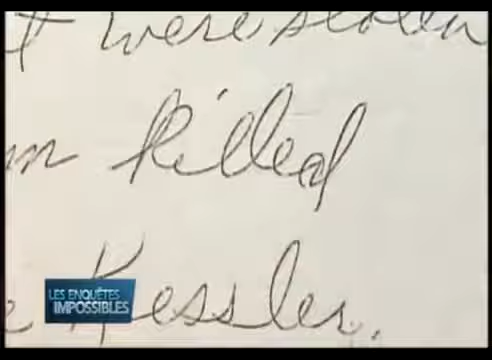 t were stolen
m killed
e Kessler.
LES ENQUÊTES
IMPOSSIBLES